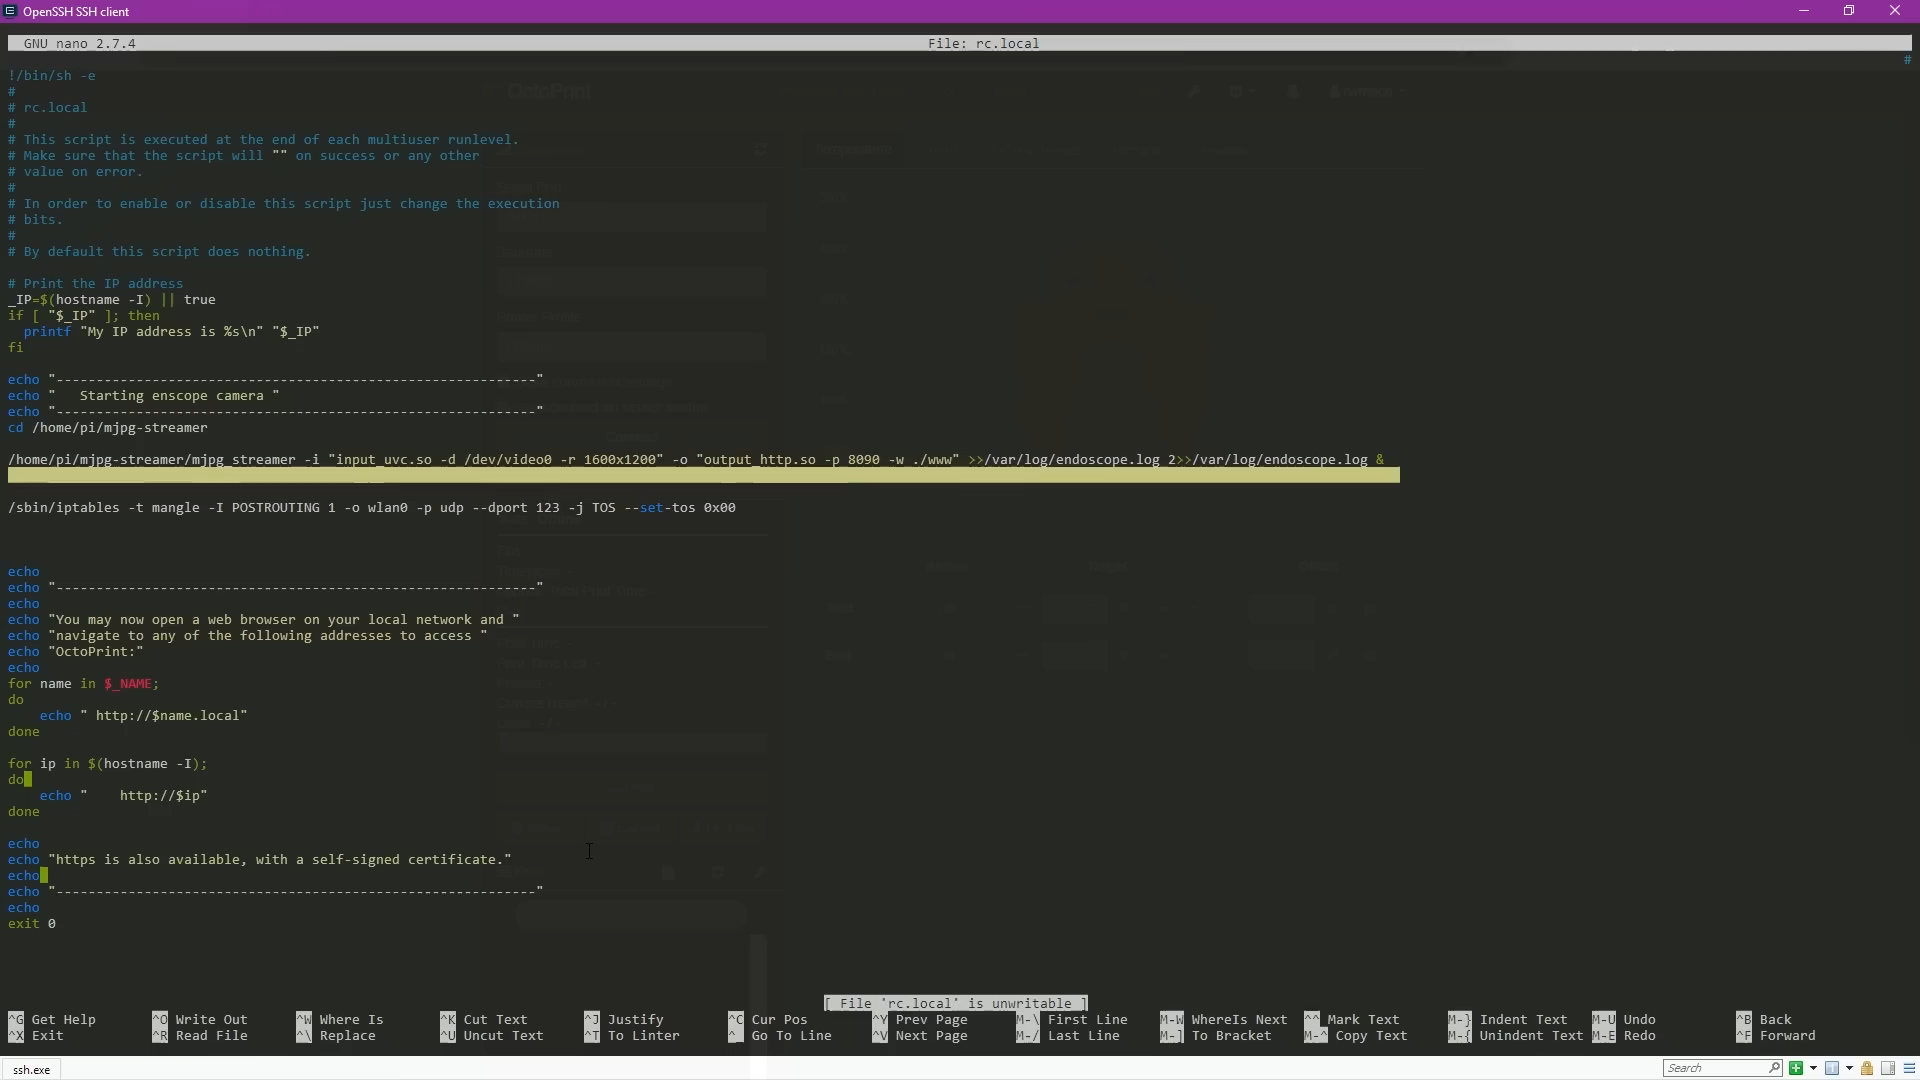 OpenSSH SSH client
GNU nano 2.7.4 File: rc.local
#
!/bin/sh -e
#
# rc.local
#
# This script is executed at the end of each multiuser runlevel.
# Make sure that the script will "" on success or any other
# value on error.
#
# In order to enable or disable this script just change the execution
# bits.
#
# By default this script does nothing.
# Print the IP address
_IP=$(hostname -I) || true
if [ "$_IP" ]; then
  printf "My IP address is %s\n" "$_IP"
fi
echo "------------------------------------------------------------"
echo "   Starting enscope camera "
echo "------------------------------------------------------------"
cd /home/pi/mjpg-streamer
/home/pi/mjpg-streamer/mjpg_streamer -i "input_uvc.so -d /dev/video0 -r 1600x1200" -o "output_http.so -p 8090 -w ./www" >>/var/log/endoscope.log 2>>/var/log/endoscope.log &
/sbin/iptables -t mangle -I POSTROUTING 1 -o wlan0 -p udp --dport 123 -j TOS --set-tos 0x00
echo
echo "------------------------------------------------------------"
echo
echo "You may now open a web browser on your local network and "
echo "navigate to any of the following addresses to access "
echo "OctoPrint:"
echo
for name in $_NAME;
do
    echo " http://$name.local"
done
for ip in $(hostname -I);
do
    echo "    http://$ip"
done
echo
echo "https is also available, with a self-signed certificate."
echo
echo "------------------------------------------------------------"
echo
exit 0
[ File 'rc.local' is unwritable ]
^G Get Help ^O Write Out ^W Where Is ^K Cut Text ^J Justify ^C Cur Pos ^Y Prev Page M-\ First Line M-W WhereIs Next ^^ Mark Text M-} Indent Text M-U Undo ^B Back
^X Exit ^R Read File ^\ Replace ^U Uncut Text ^T To Linter ^_ Go To Line ^V Next Page M-/ Last Line M-] To Bracket M-^ Copy Text M-{ Unindent Text M-E Redo ^F Forward
ssh.exe Search